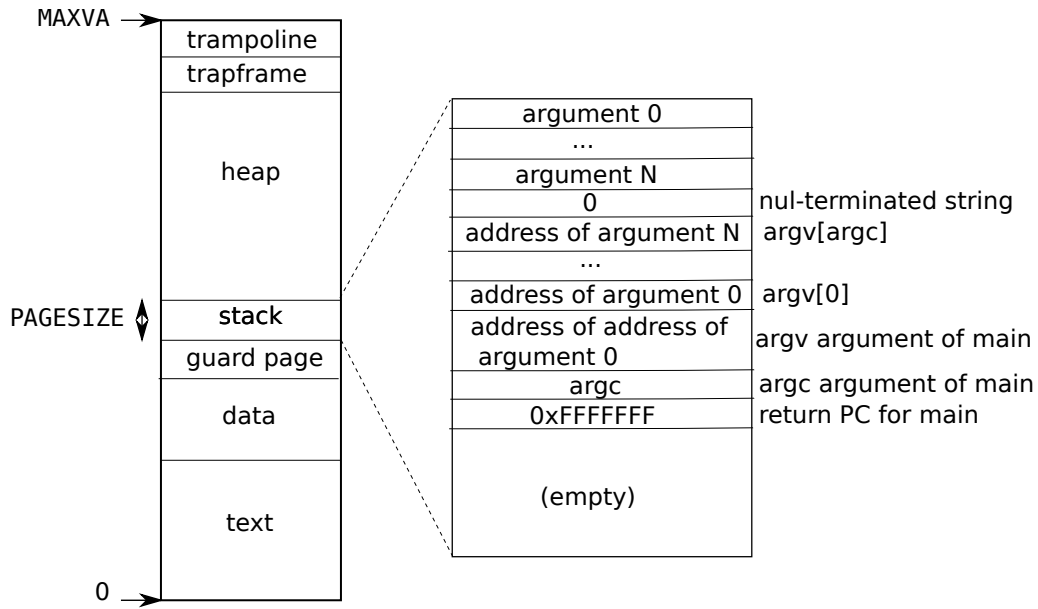 MAXVA
trampoline
trapframe
heap
PAGESIZE
stack
guard page
data
text
0
argument 0
...
argument N
0 nul-terminated string
address of argument N argv[argc]
...
address of argument 0 argv[0]
address of address of
argument 0
argv argument of main
argc argc argument of main
0xFFFFFFF return PC for main
(empty)